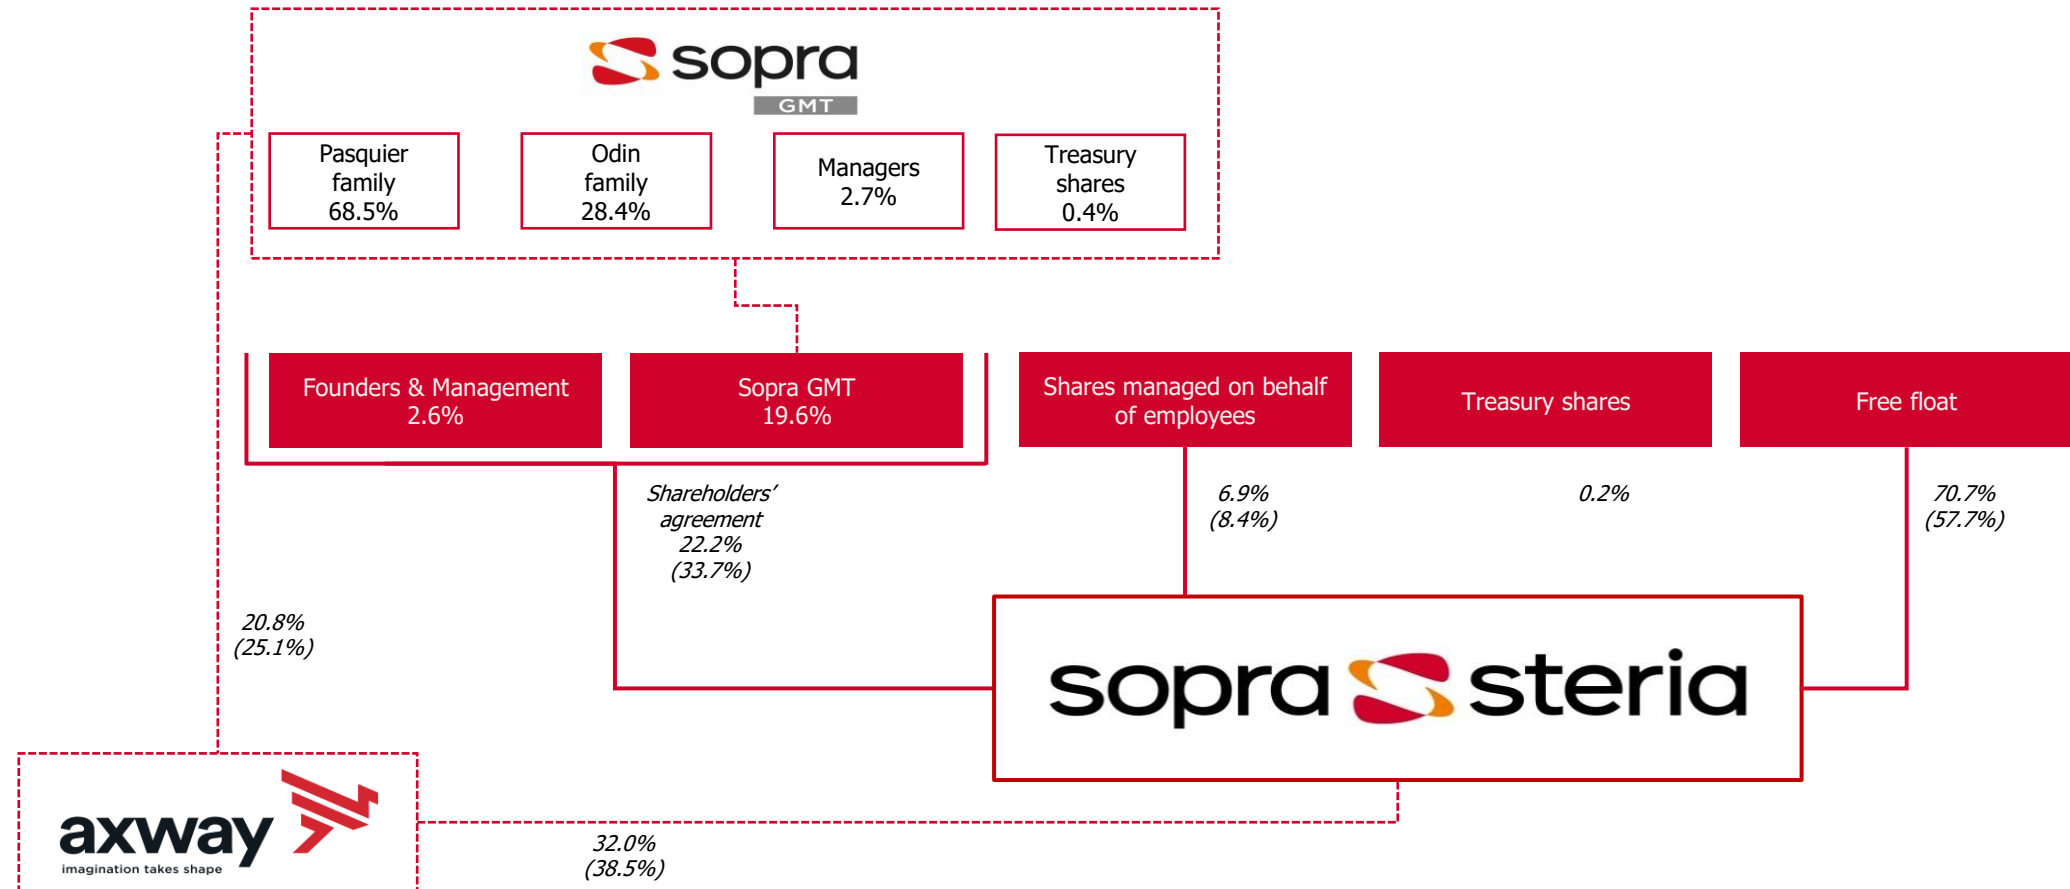 sopra
GMT
Pasquier
family
68.5%
Odin
family
28.4%
Managers
2.7%
Treasury
shares
0.4%
Founders & Management
2.6%
Sopra GMT
19.6%
Shares managed on behalf
of employees
Treasury shares
Free float
Shareholders’
agreement
22.2%
(33.7%)
6.9%
(8.4%)
0.2%
70.7%
(57.7%)
20.8%
(25.1%)
sopra steria
axway
imagination takes shape
32.0%
(38.5%)